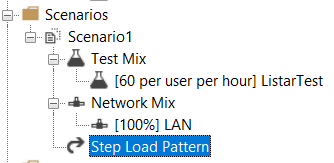 Scenarios
Scenario1
Test Mix
[60 per user per hour] ListarTest
Network Mix
[100%] LAN
Step Load Pattern